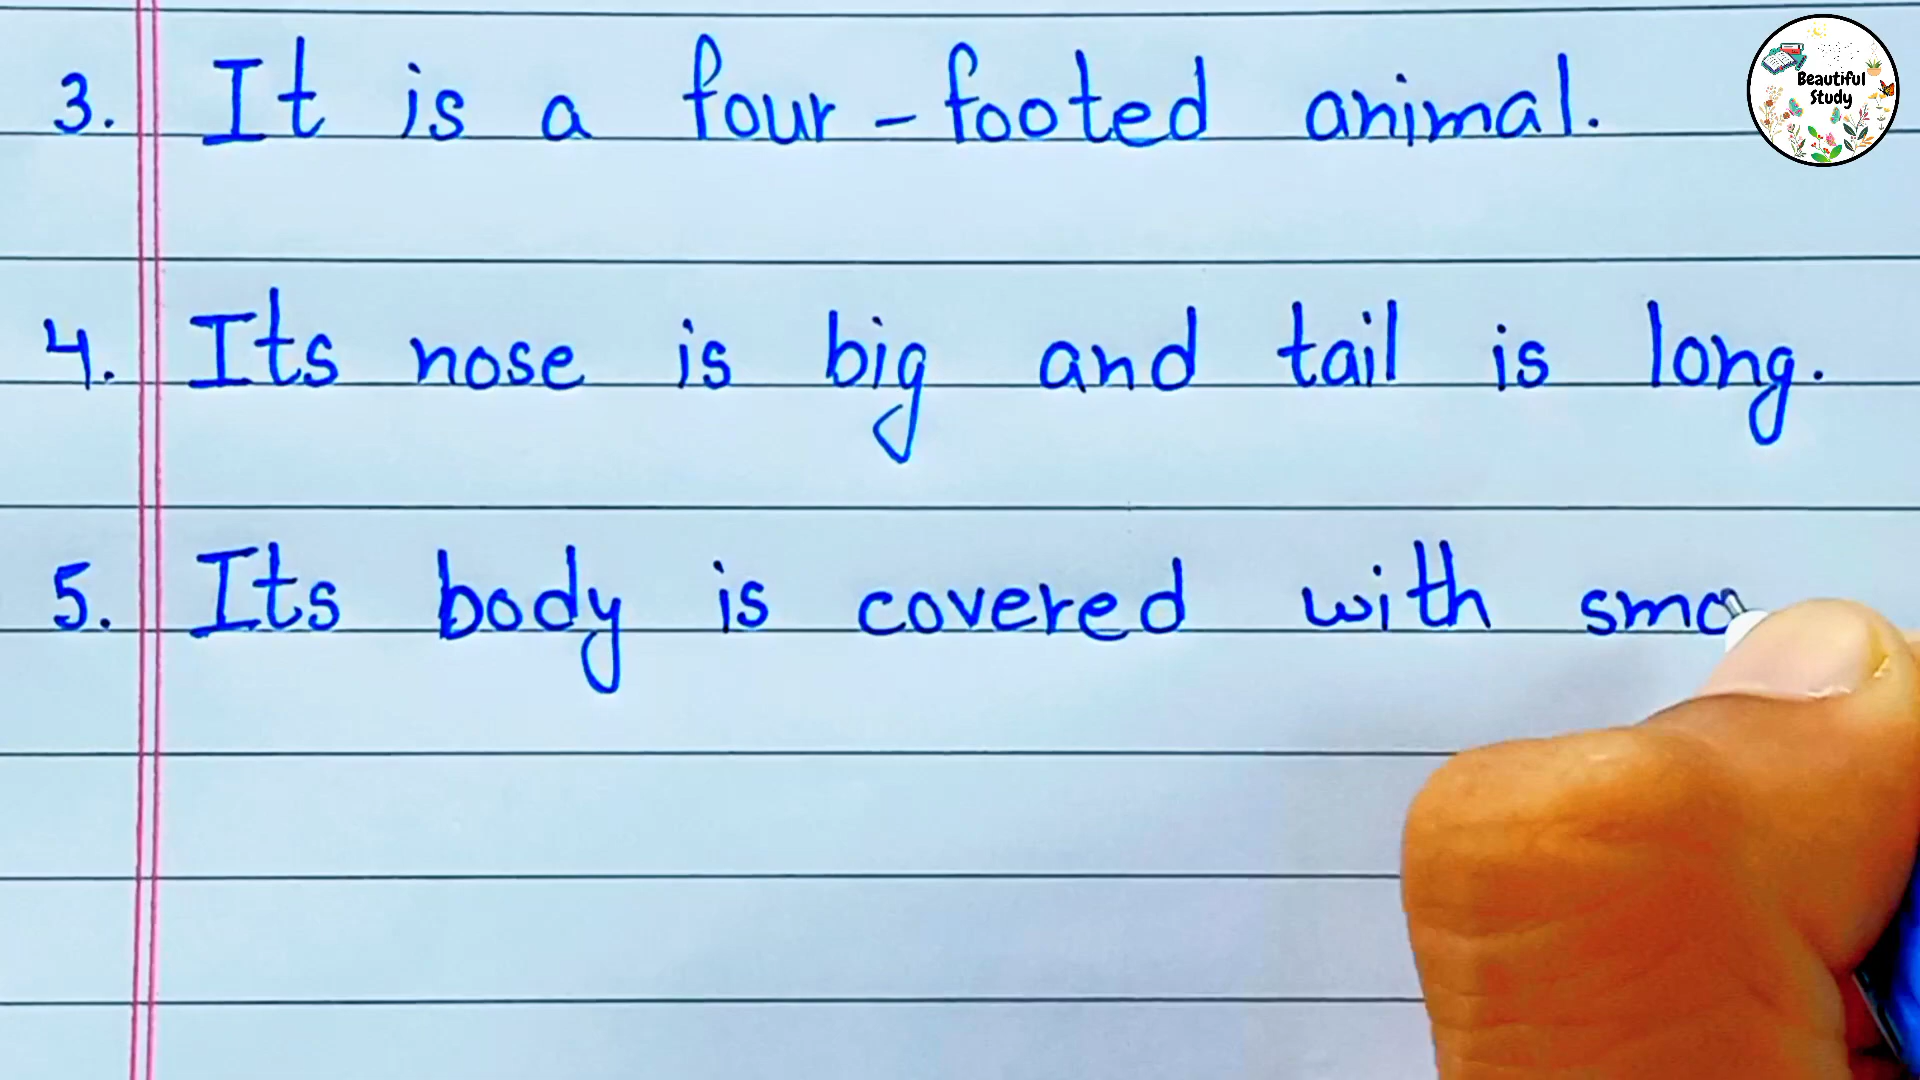 Beautiful
Study
3. It is a four-footed animal.
4. Its nose is big and tail is long.
5. Its body is covered with